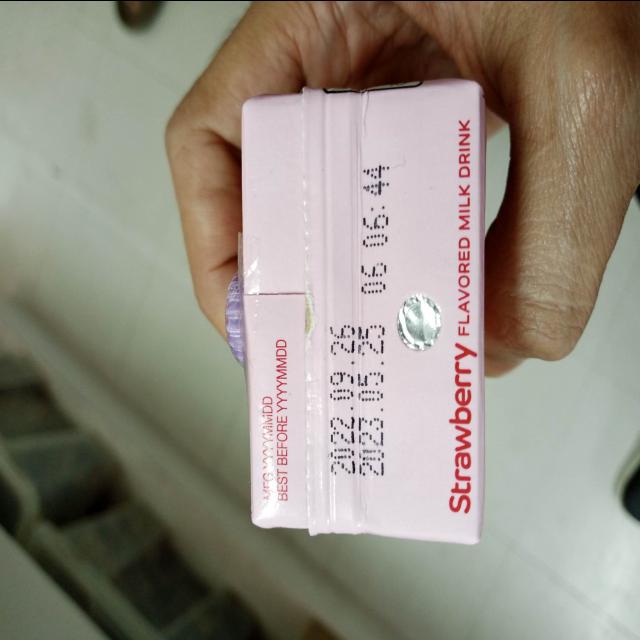 MFG YYYYMMDD
BEST BEFORE YYYYMMDD
2022.09.26
2023.05.25 06 06:44
Strawberry FLAVORED MILK DRINK